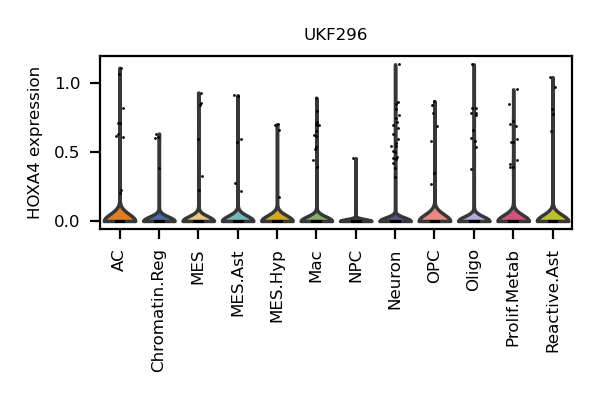 UKF296
HOXA4 expression
1.0
0.5
0.0
AC
Chromatin.Reg
MES
MES.Ast
MES.Hyp
Mac
NPC
Neuron
OPC
Oligo
Prolif.Metab
Reactive.Ast